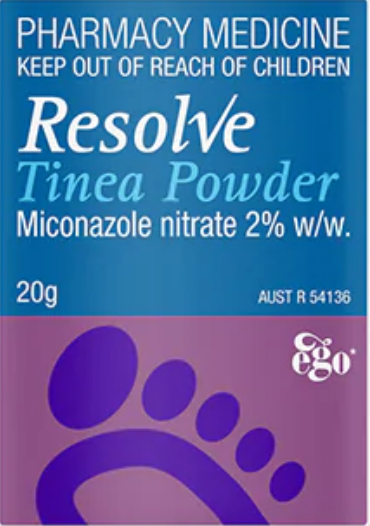 PHARMACY MEDICINE
KEEP OUT OF REACH OF CHILDREN
Resolve
Tinea Powder
Miconazole nitrate 2% w/w.
20g
AUST R 54136
ego